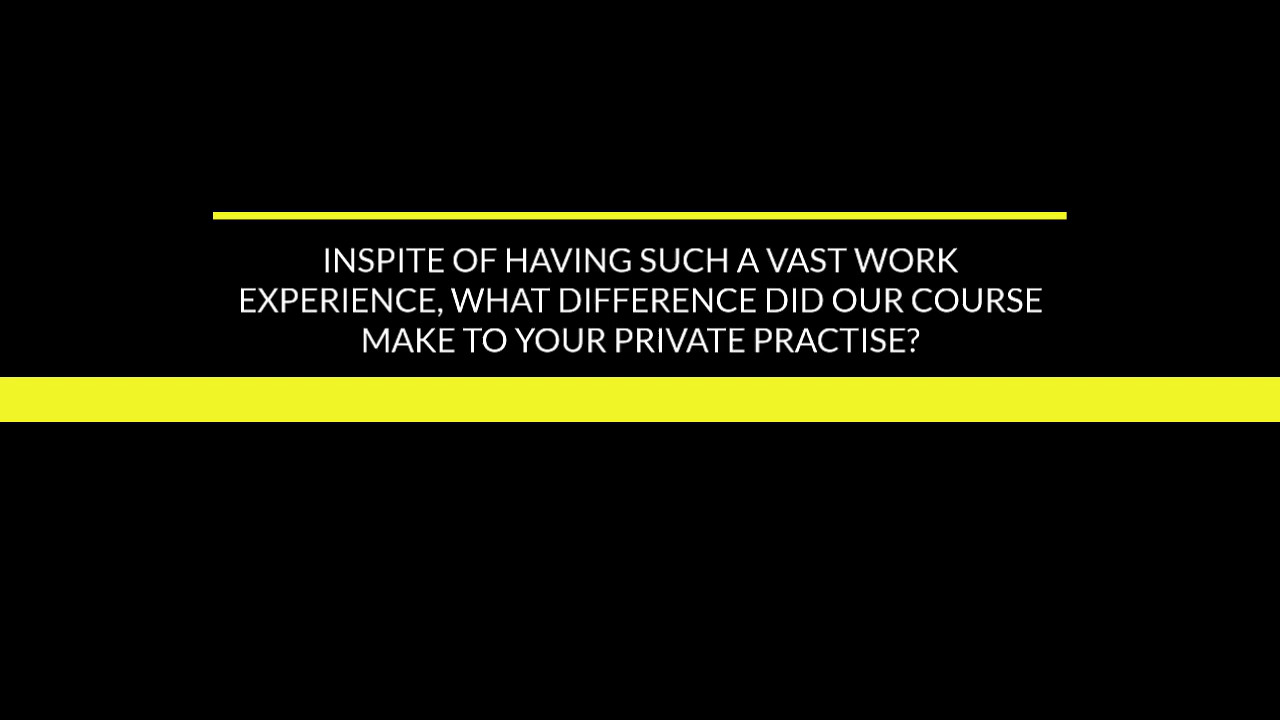 INSPITE OF HAVING SUCH A VAST WORK
EXPERIENCE, WHAT DIFFERENCE DID OUR COURSE
MAKE TO YOUR PRIVATE PRACTISE?